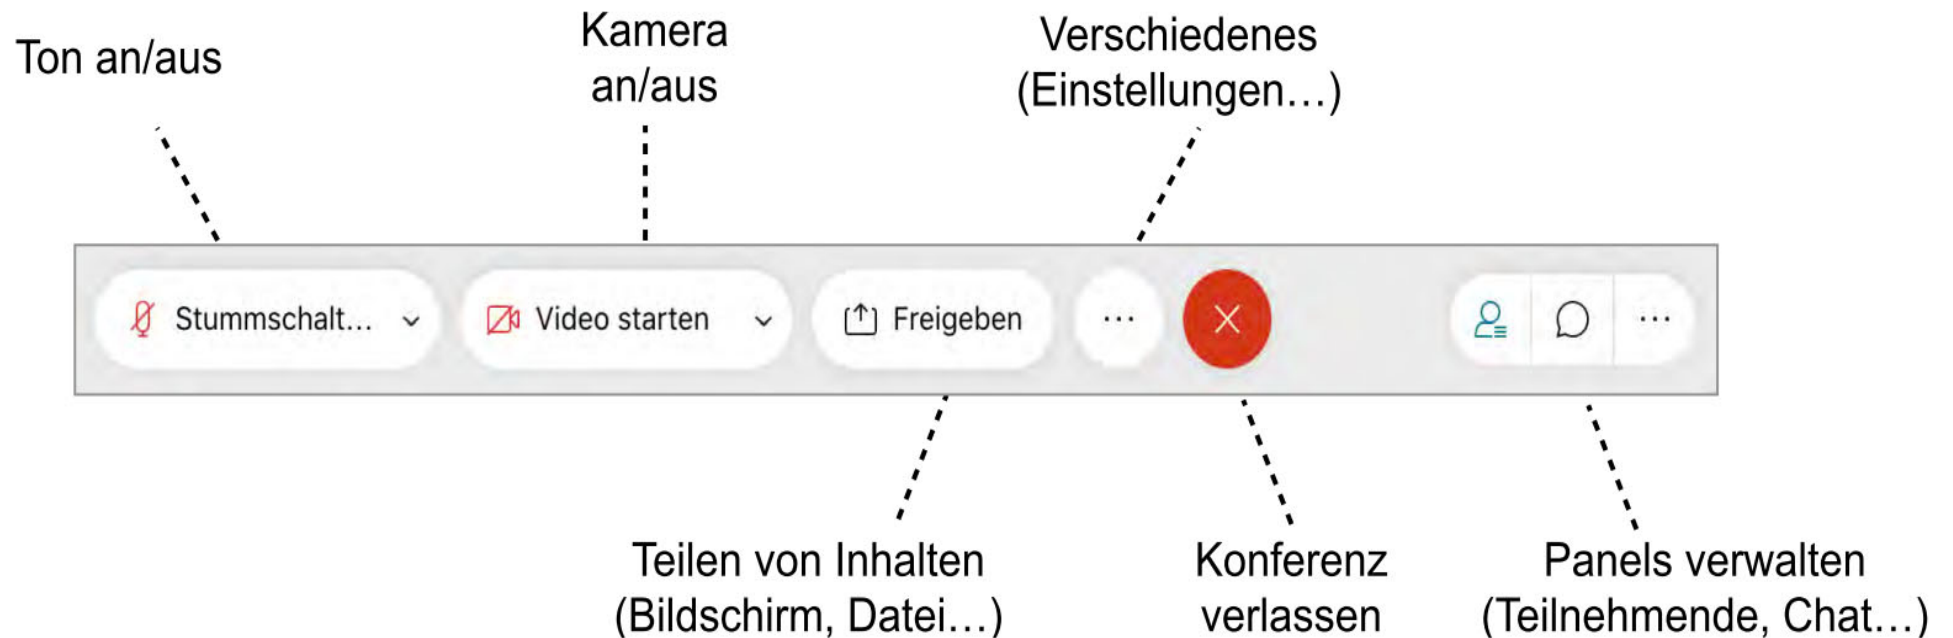 Ton an/aus
Kamera
an/aus
Verschiedenes
(Einstellungen…)
Stummschalt…
Video starten
Freigeben
Teilen von Inhalten
(Bildschirm, Datei…)
Konferenz
verlassen
Panels verwalten
(Teilnehmende, Chat…)